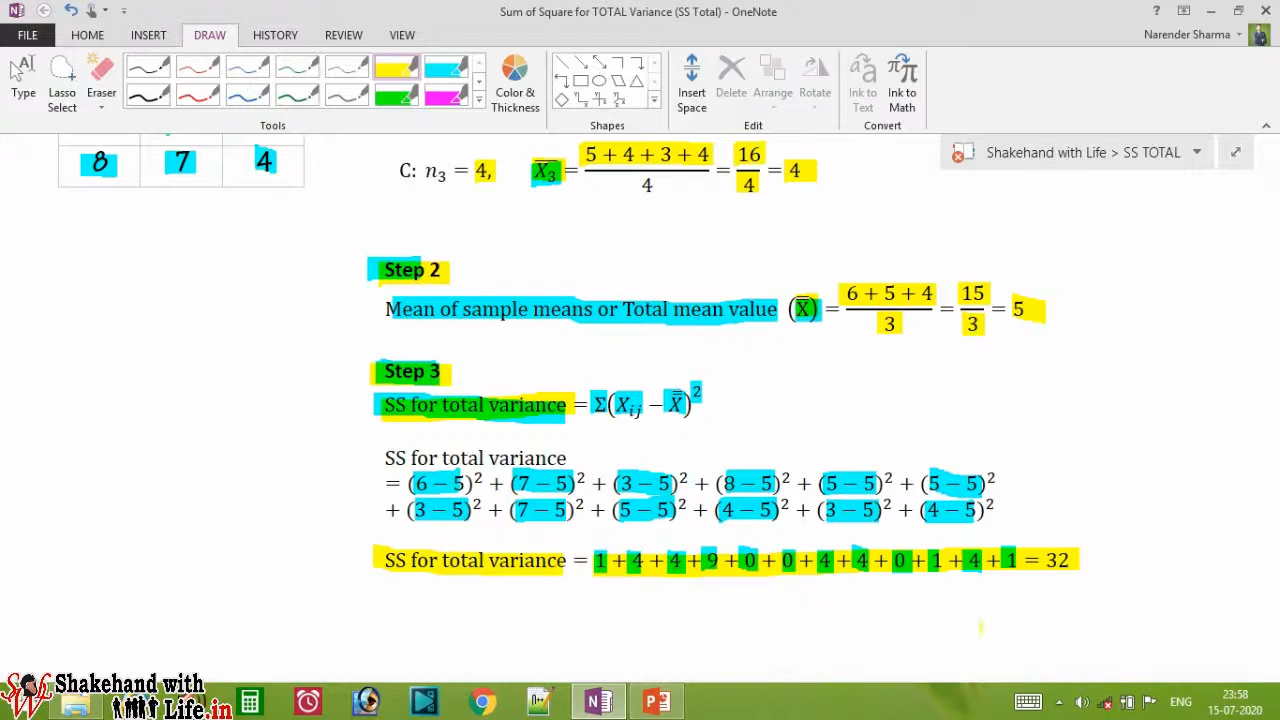 Sum of Square for TOTAL Variance (SS Total) - OneNote
?
FILE HOME INSERT DRAW HISTORY REVIEW VIEW
Narender Sharma
Type Lasso Select Eraser
Color & Thickness
Insert Space Delete Arrange Rotate
Ink to Text Ink to Math
Tools Shapes Edit Convert
Shakehand with Life > SS TOTAL
8 7 4
C: n₃ = 4, X̅₃ = (5 + 4 + 3 + 4)/4 = 16/4 = 4
Step 2
Mean of sample means or Total mean value (X̿) = (6 + 5 + 4)/3 = 15/3 = 5
Step 3
SS for total variance = Σ(Xᵢⱼ − X̿)²
SS for total variance
= (6 − 5)² + (7 − 5)² + (3 − 5)² + (8 − 5)² + (5 − 5)² + (5 − 5)²
+ (3 − 5)² + (7 − 5)² + (5 − 5)² + (4 − 5)² + (3 − 5)² + (4 − 5)²
SS for total variance = 1 + 4 + 4 + 9 + 0 + 0 + 4 + 4 + 0 + 1 + 4 + 1 = 32
Shakehand with
Life.in
ENG
23:58
15-07-2020